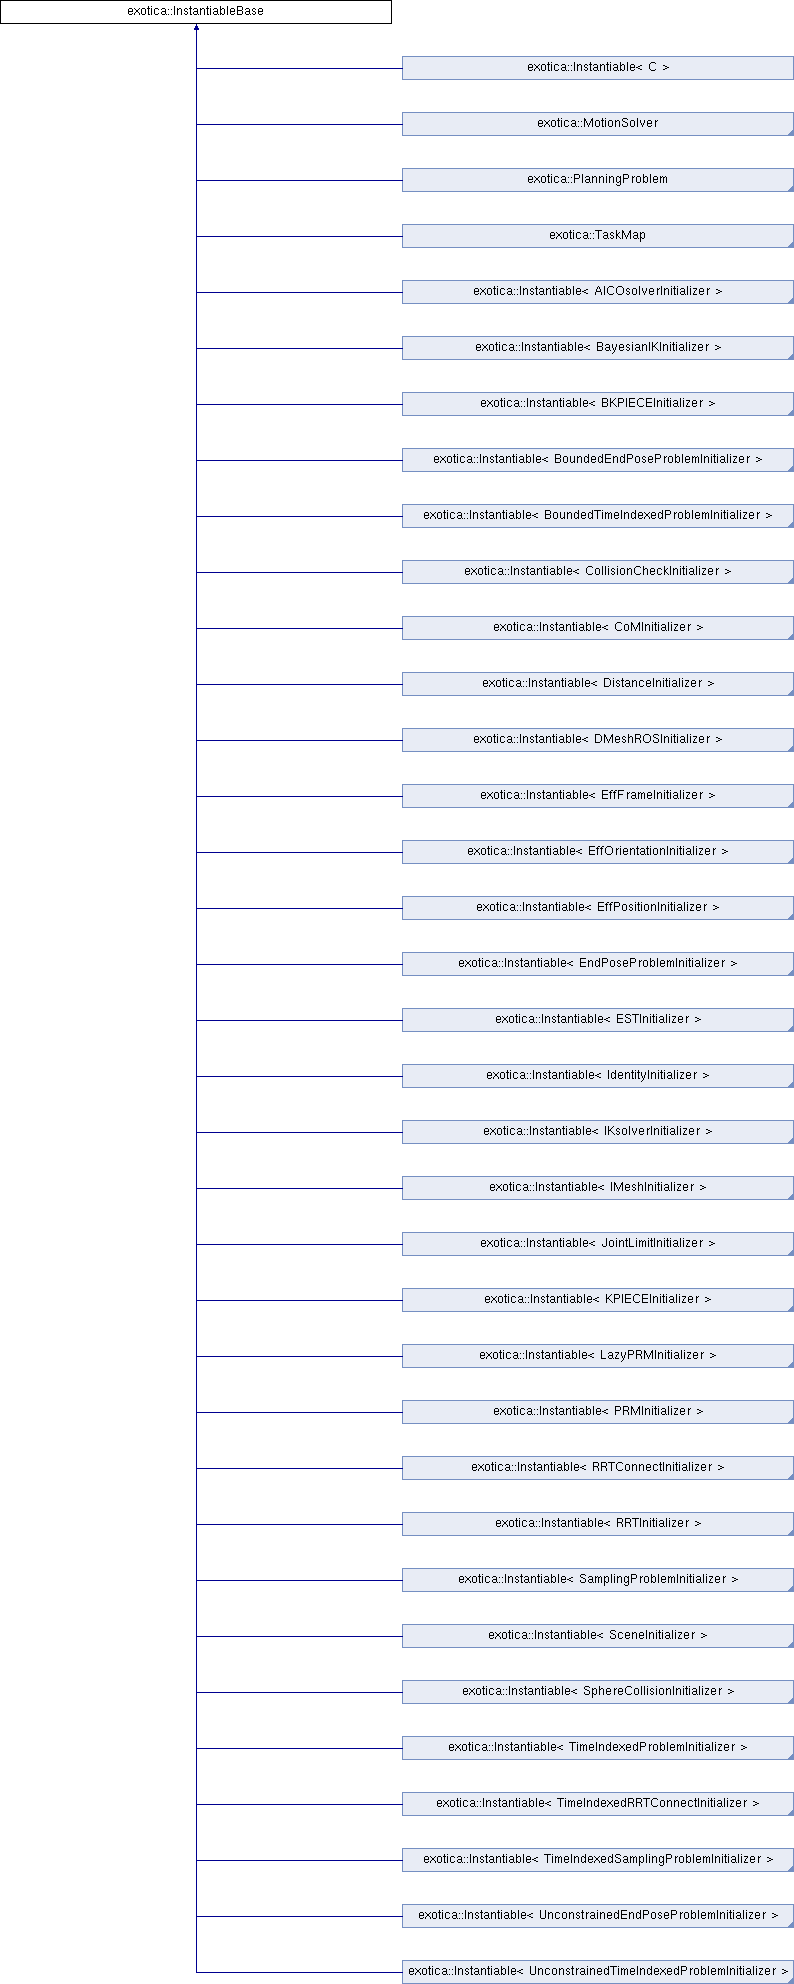 exotica::InstantiableBase
exotica::Instantiable< C >
exotica::MotionSolver
exotica::PlanningProblem
exotica::TaskMap
exotica::Instantiable< AICOsolverInitializer >
exotica::Instantiable< BayesianIKInitializer >
exotica::Instantiable< BKPIECEInitializer >
exotica::Instantiable< BoundedEndPoseProblemInitializer >
exotica::Instantiable< BoundedTimeIndexedProblemInitializer >
exotica::Instantiable< CollisionCheckInitializer >
exotica::Instantiable< CoMInitializer >
exotica::Instantiable< DistanceInitializer >
exotica::Instantiable< DMeshROSInitializer >
exotica::Instantiable< EffFrameInitializer >
exotica::Instantiable< EffOrientationInitializer >
exotica::Instantiable< EffPositionInitializer >
exotica::Instantiable< EndPoseProblemInitializer >
exotica::Instantiable< ESTInitializer >
exotica::Instantiable< IdentityInitializer >
exotica::Instantiable< IKsolverInitializer >
exotica::Instantiable< IMeshInitializer >
exotica::Instantiable< JointLimitInitializer >
exotica::Instantiable< KPIECEInitializer >
exotica::Instantiable< LazyPRMInitializer >
exotica::Instantiable< PRMInitializer >
exotica::Instantiable< RRTConnectInitializer >
exotica::Instantiable< RRTInitializer >
exotica::Instantiable< SamplingProblemInitializer >
exotica::Instantiable< SceneInitializer >
exotica::Instantiable< SphereCollisionInitializer >
exotica::Instantiable< TimeIndexedProblemInitializer >
exotica::Instantiable< TimeIndexedRRTConnectInitializer >
exotica::Instantiable< TimeIndexedSamplingProblemInitializer >
exotica::Instantiable< UnconstrainedEndPoseProblemInitializer >
exotica::Instantiable< UnconstrainedTimeIndexedProblemInitializer >